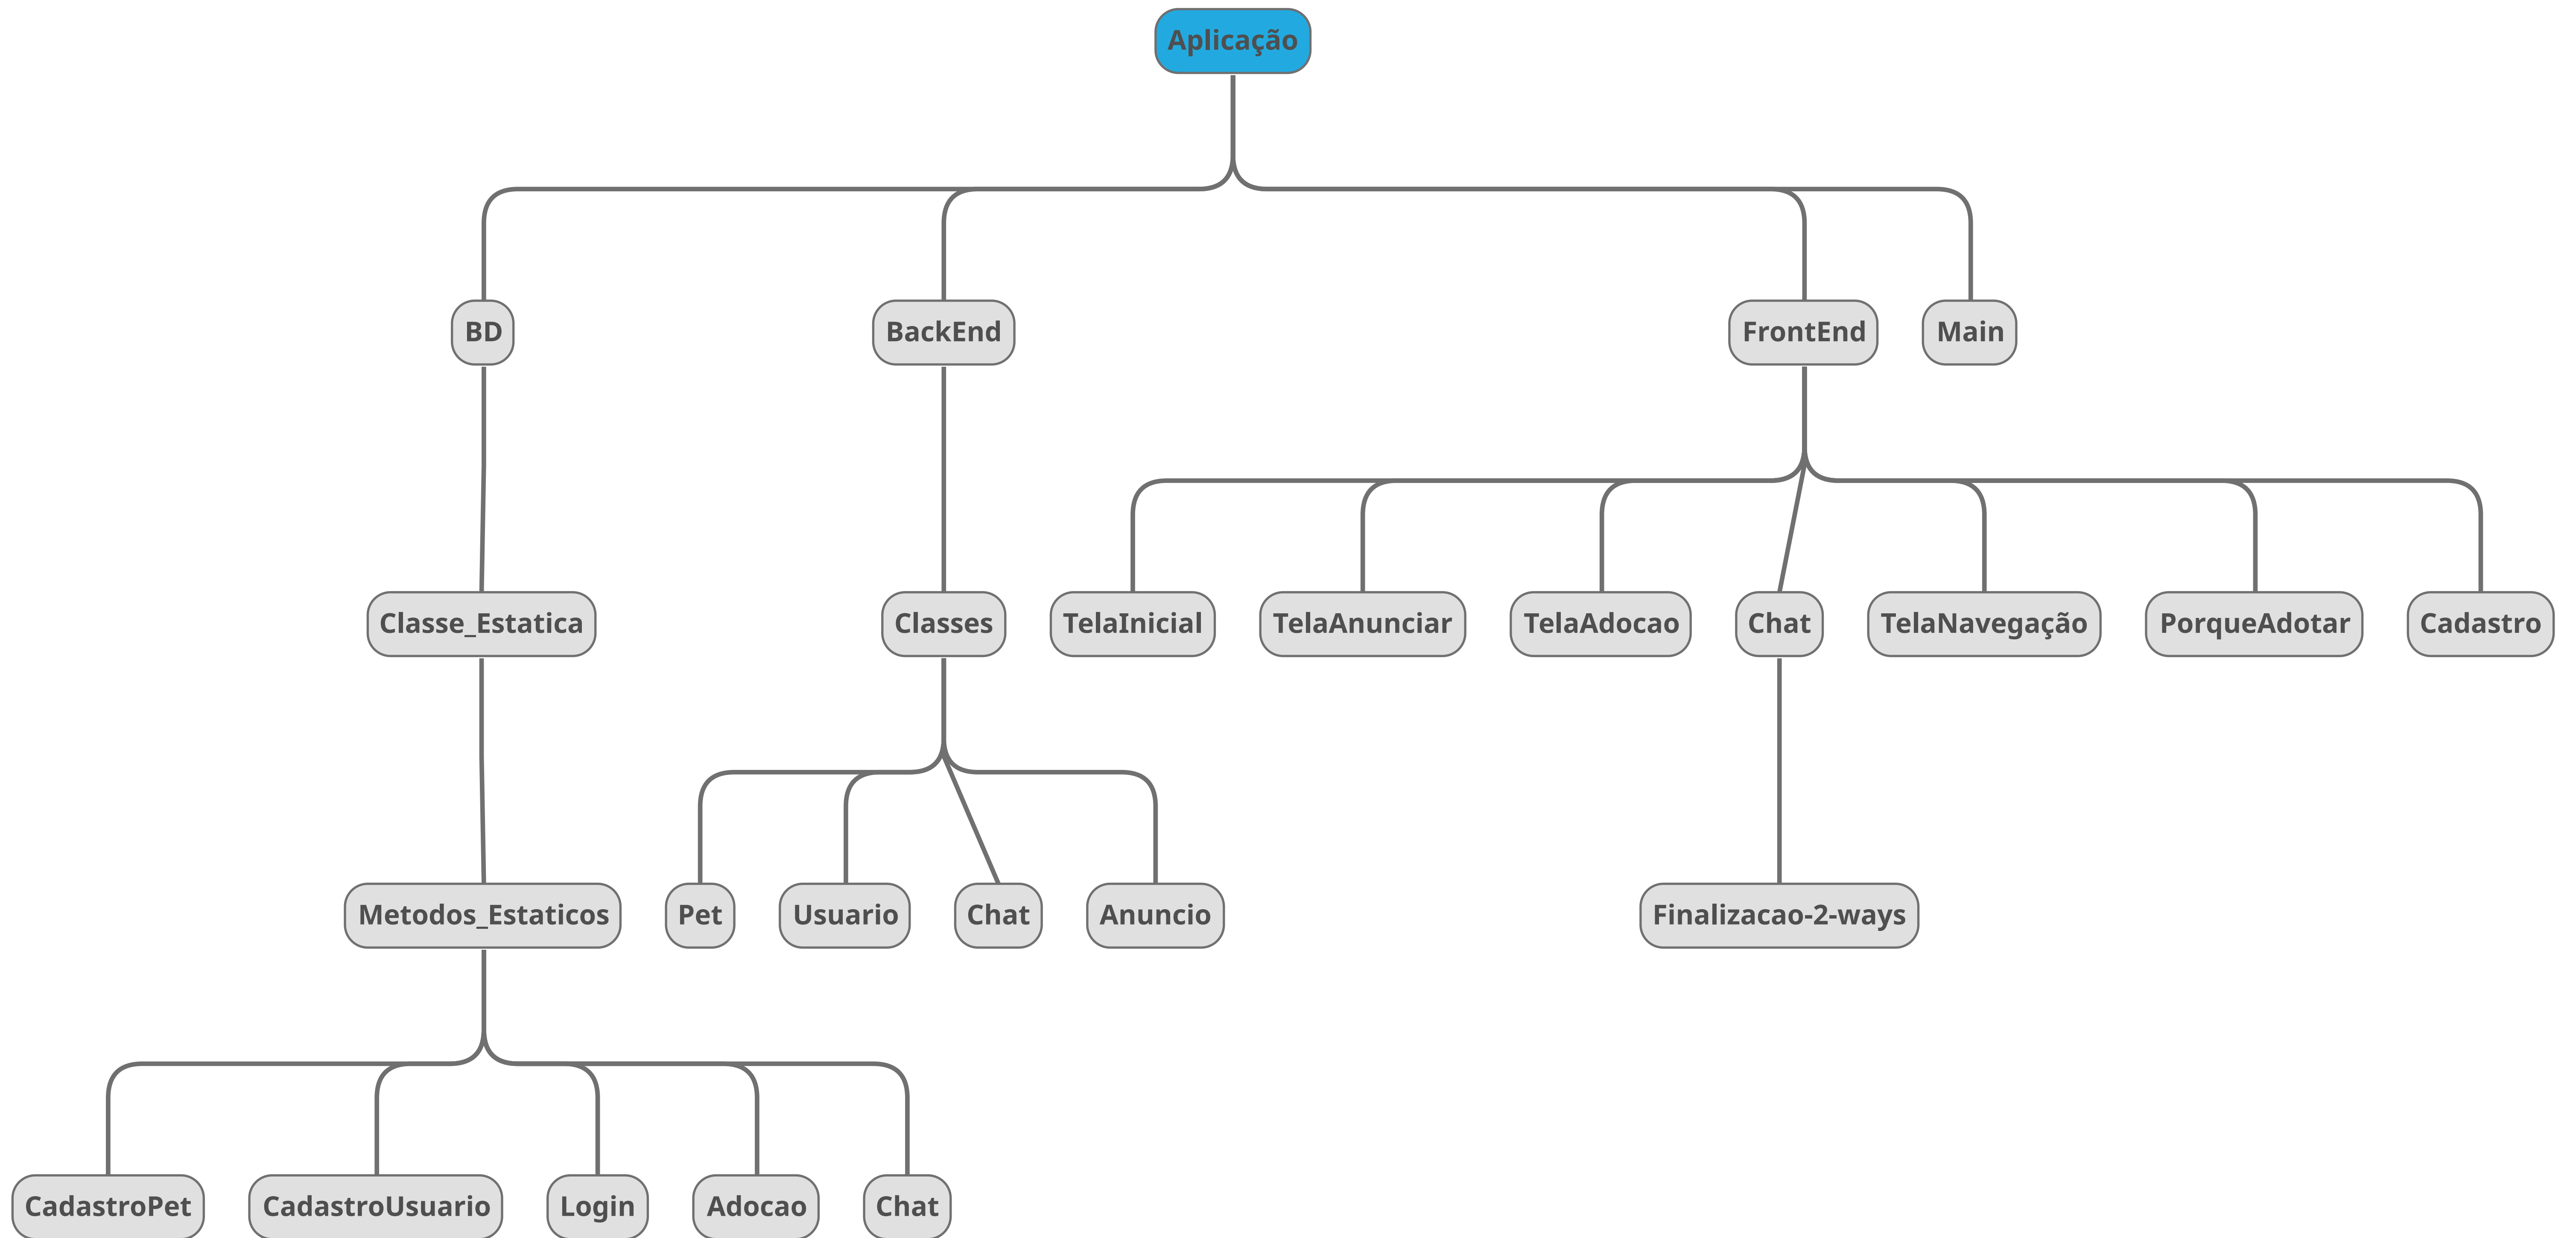 Aplicação
BD
BackEnd
FrontEnd
Main
Classe_Estatica
Classes
TelaInicial
TelaAnunciar
TelaAdocao
Chat
TelaNavegação
PorqueAdotar
Cadastro
Metodos_Estaticos
Pet
Usuario
Chat
Anuncio
Finalizacao-2-ways
CadastroPet
CadastroUsuario
Login
Adocao
Chat